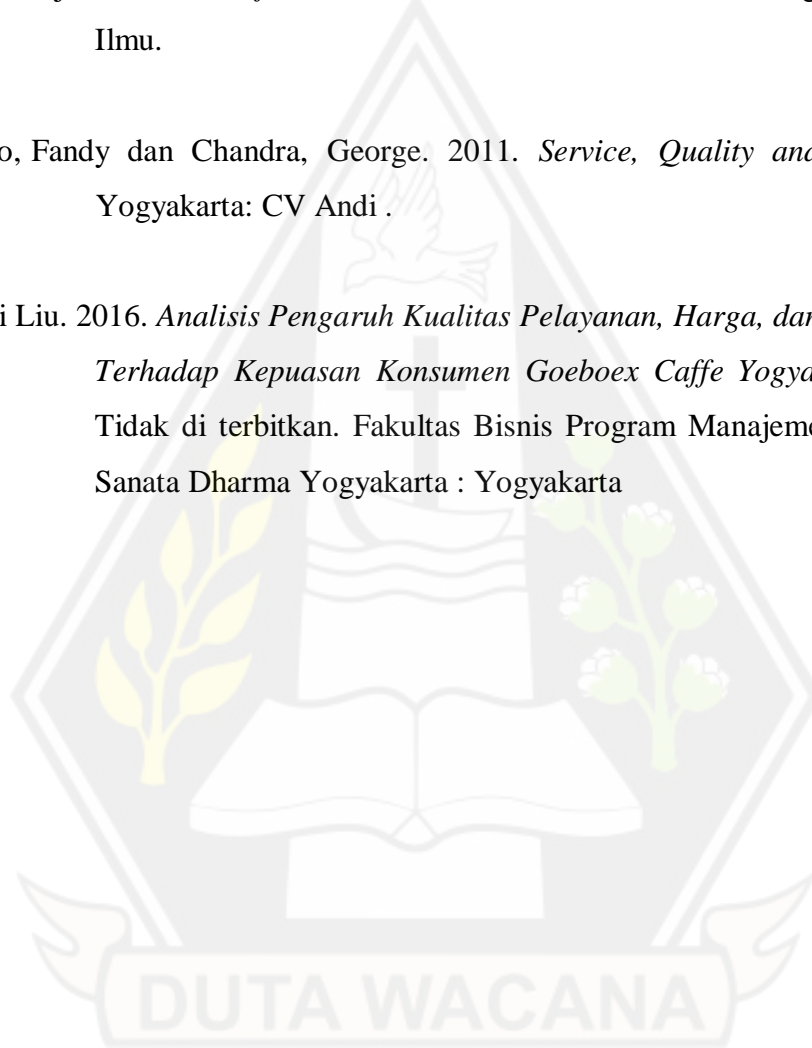 Ilmu.
o, Fandy dan Chandra, George. 2011. Service, Quality and
Yogyakarta: CV Andi .
i Liu. 2016. Analisis Pengaruh Kualitas Pelayanan, Harga, dan
Terhadap Kepuasan Konsumen Goeboex Caffe Yogya
Tidak di terbitkan. Fakultas Bisnis Program Manajeme
Sanata Dharma Yogyakarta : Yogyakarta
DUTA WACANA